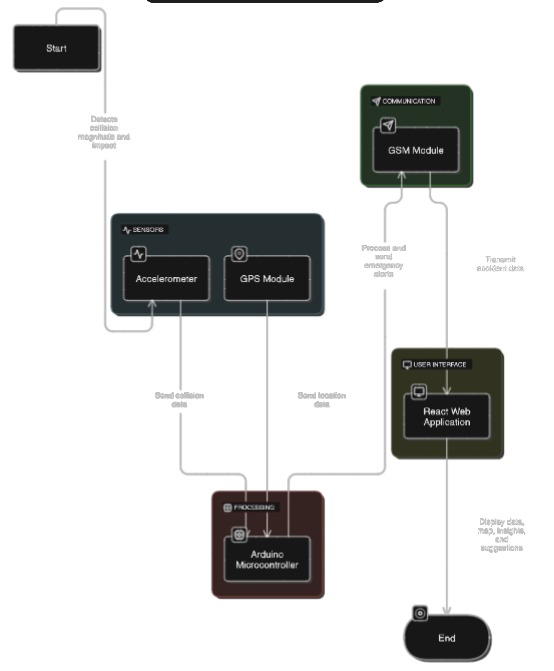 Start
Detects
collision
magnitude and
impact
COMMUNICATION
GSM Module
SENSORS
Accelerometer
GPS Module
Process and
send
emergency
alerts
Transmit
accident data
USER INTERFACE
React Web
Application
Send collision
data
Send location
data
PROCESSING
Arduino
Microcontroller
Display data,
map, insights,
and
suggestions
End